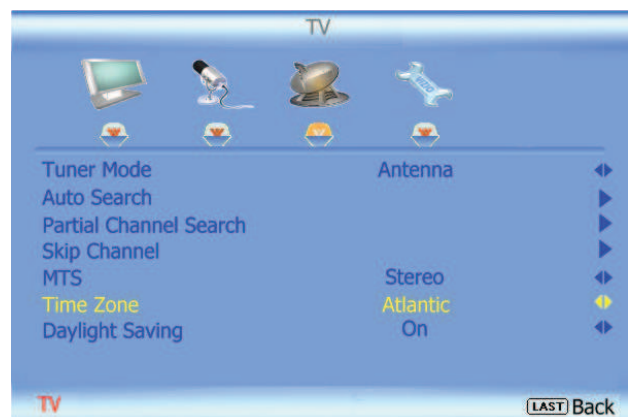 TV
Tuner Mode Antenna
Auto Search
Partial Channel Search
Skip Channel
MTS Stereo
Time Zone Atlantic
Daylight Saving On
TV LAST Back